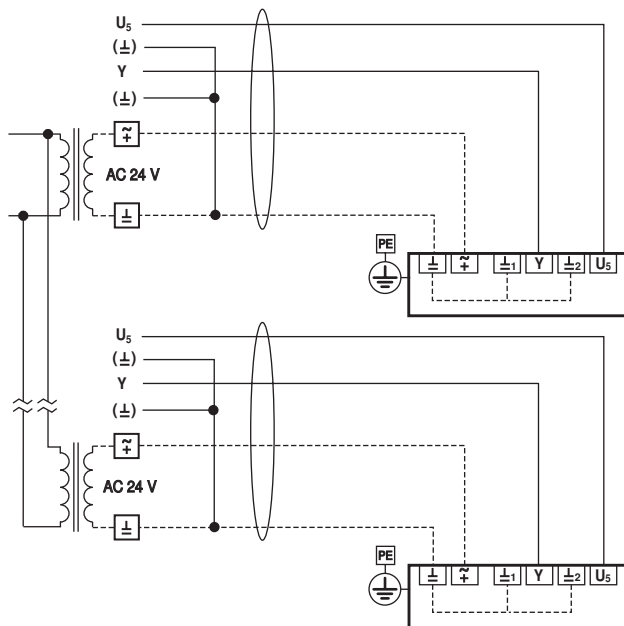 U5
(⊥)
Y
(⊥)
~+
AC 24 V
⊥
PE
⊥ ~+ ⊥1 Y ⊥2 U5
U5
(⊥)
Y
(⊥)
~+
AC 24 V
⊥
PE
⊥ ~+ ⊥1 Y ⊥2 U5